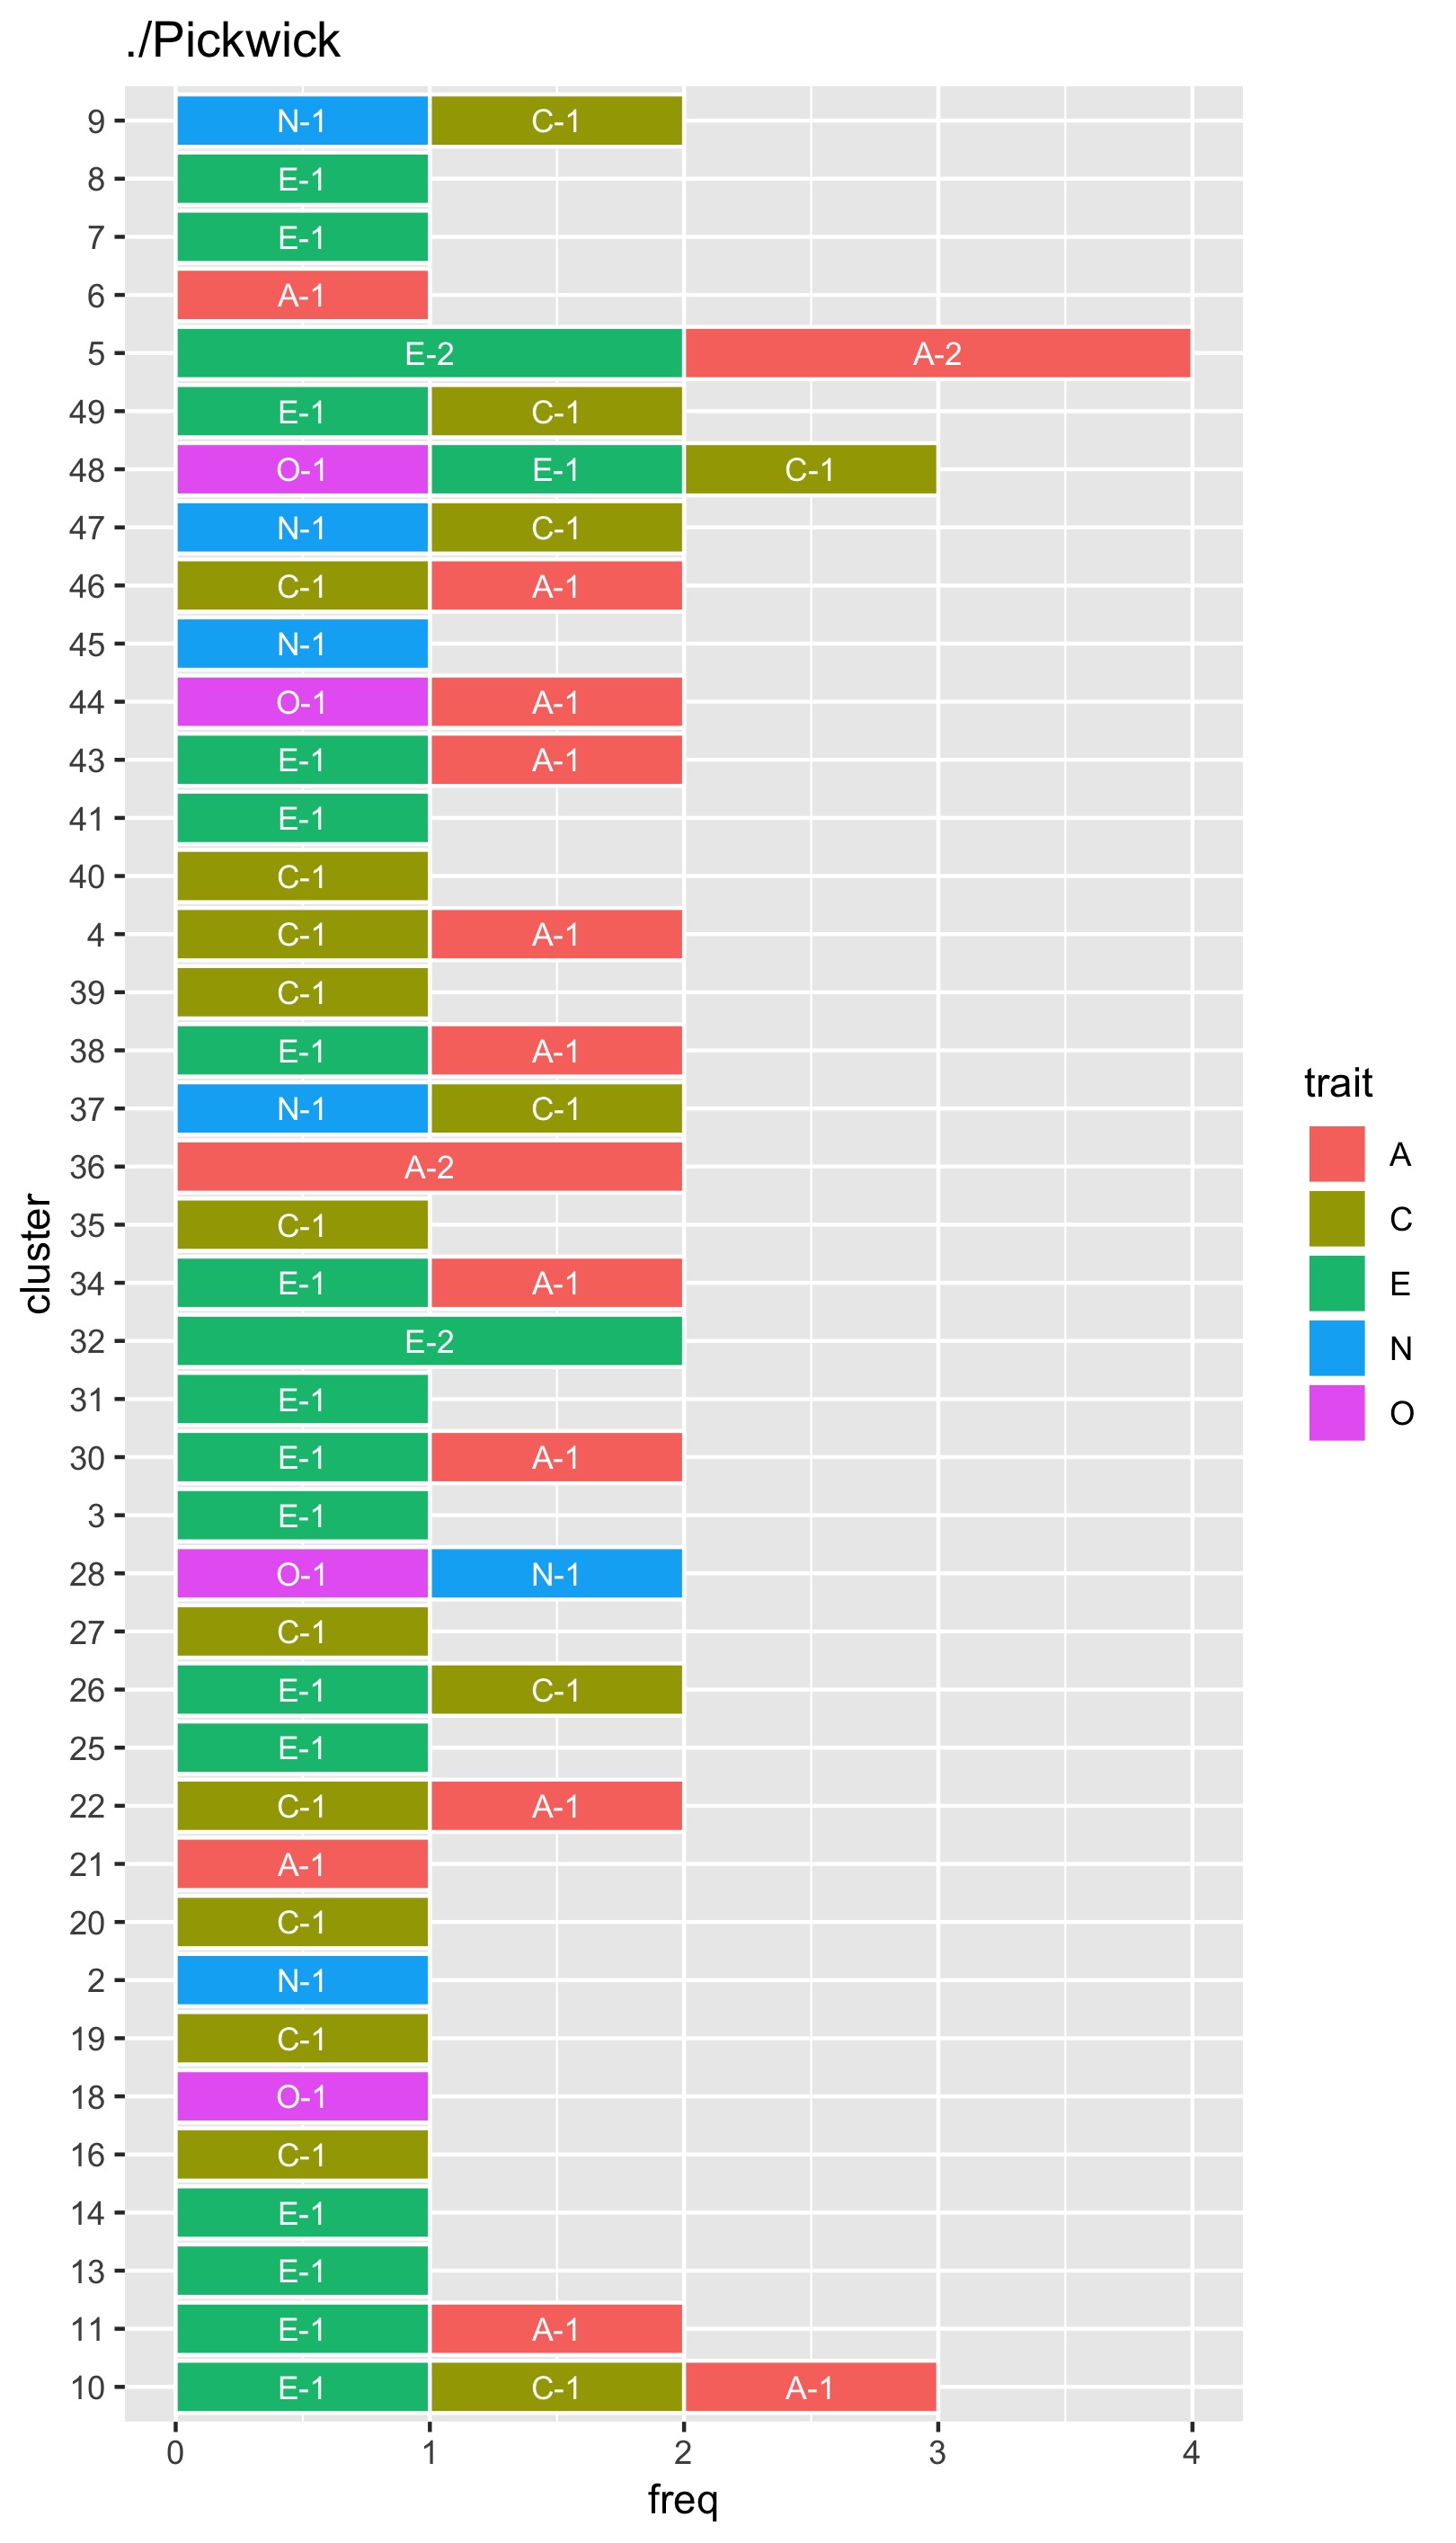 ./Pickwick
9 N-1 C-1
8 E-1
7 E-1
6 A-1
5 E-2 A-2
49 E-1 C-1
48 O-1 E-1 C-1
47 N-1 C-1
46 C-1 A-1
45 N-1
44 O-1 A-1
43 E-1 A-1
41 E-1
40 C-1
4 C-1 A-1
39 C-1
38 E-1 A-1
37 N-1 C-1
36 A-2
35 C-1
34 E-1 A-1
32 E-2
31 E-1
30 E-1 A-1
3 E-1
28 O-1 N-1
27 C-1
26 E-1 C-1
25 E-1
22 C-1 A-1
21 A-1
20 C-1
2 N-1
19 C-1
18 O-1
16 C-1
14 E-1
13 E-1
11 E-1 A-1
10 E-1 C-1 A-1
0 1 2 3 4
freq
cluster
trait
A
C
E
N
O